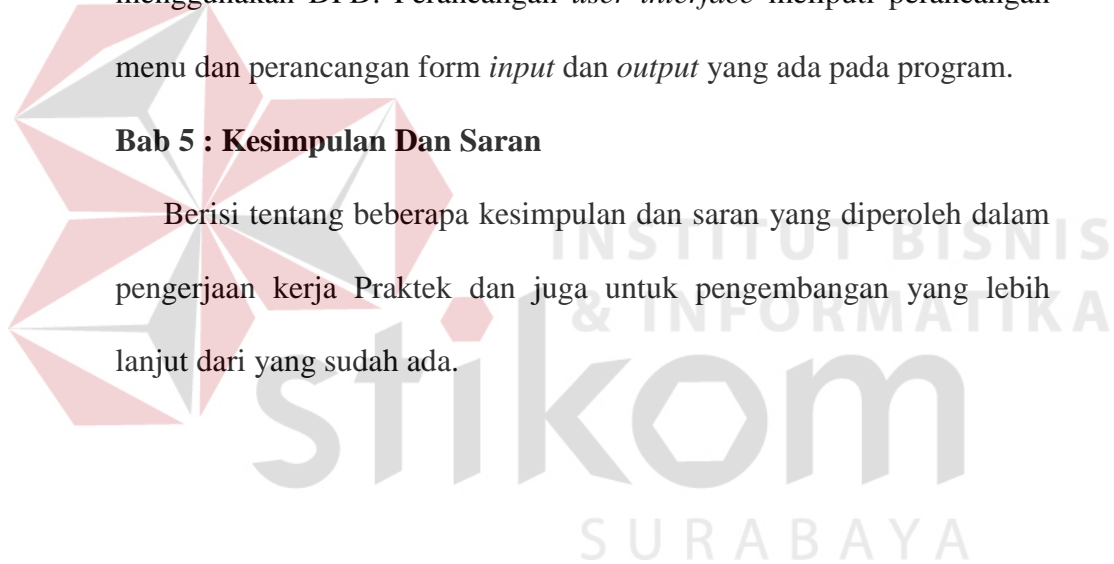 menggunakan DFD. Perancangan user interface meliputi perancangan
menu dan perancangan form input dan output yang ada pada program.
Bab 5 : Kesimpulan Dan Saran
Berisi tentang beberapa kesimpulan dan saran yang diperoleh dalam
pengerjaan kerja Praktek dan juga untuk pengembangan yang lebih
lanjut dari yang sudah ada.
INSTITUT BISNIS
& INFORMATIKA
stikom
SURABAYA